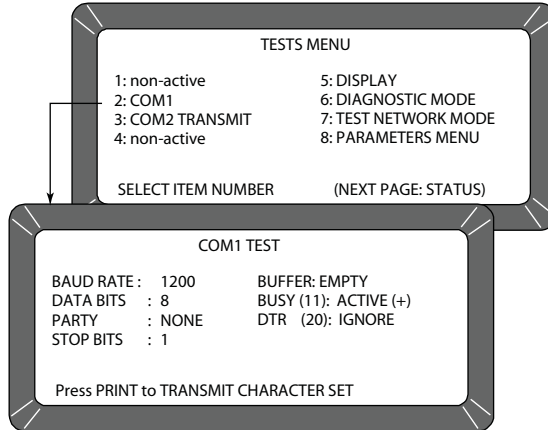 TESTS MENU
1: non-active 5: DISPLAY
2: COM1 6: DIAGNOSTIC MODE
3: COM2 TRANSMIT 7: TEST NETWORK MODE
4: non-active 8: PARAMETERS MENU
SELECT ITEM NUMBER (NEXT PAGE: STATUS)
COM1 TEST
BAUD RATE : 1200 BUFFER: EMPTY
DATA BITS : 8 BUSY (11): ACTIVE (+)
PARTY : NONE DTR (20): IGNORE
STOP BITS : 1
Press PRINT to TRANSMIT CHARACTER SET